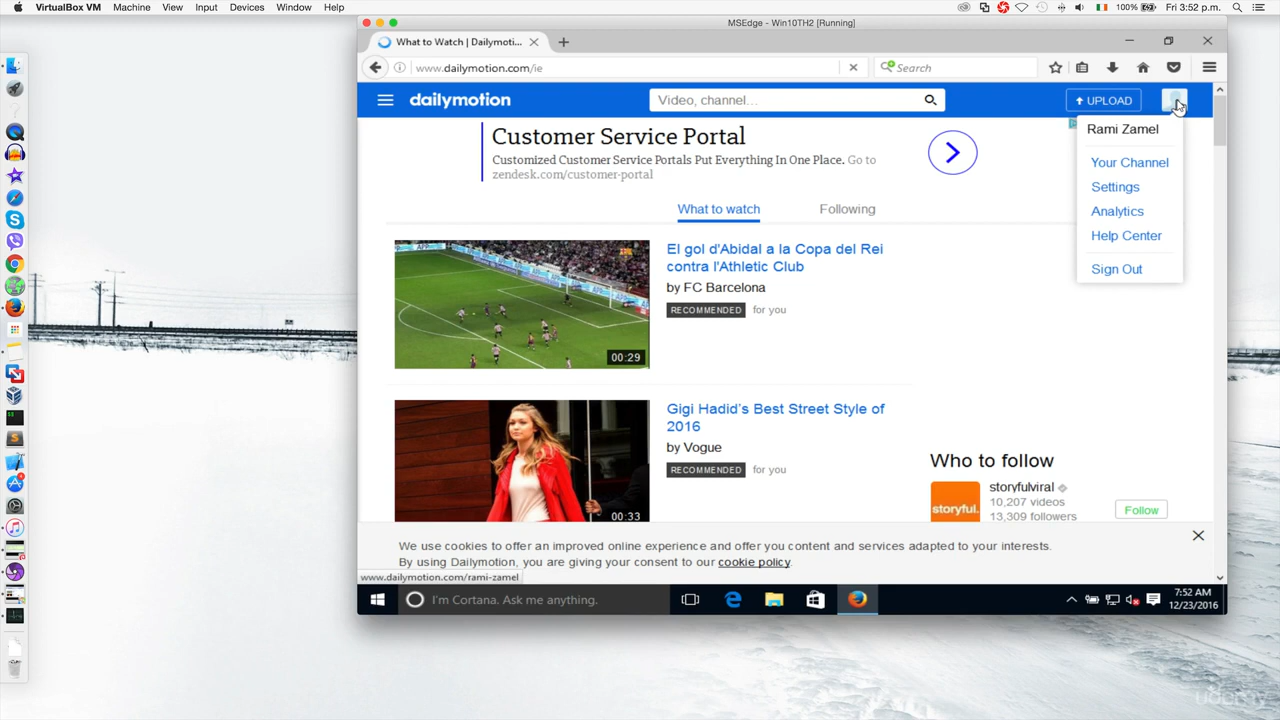 VirtualBox VM Machine View Input Devices Window Help
100% Fri 3:52 p.m.
MSEdge - Win10TH2 [Running]
What to Watch | Dailymoti...
www.dailymotion.com/ie
Search
dailymotion
Video, channel...
UPLOAD
Rami Zamel
Your Channel
Settings
Analytics
Help Center
Sign Out
Customer Service Portal
Customized Customer Service Portals Put Everything In One Place. Go to
zendesk.com/customer-portal
What to watch Following
El gol d'Abidal a la Copa del Rei
contra l'Athletic Club
by FC Barcelona
RECOMMENDED for you
00:29
Gigi Hadid's Best Street Style of
2016
by Vogue
RECOMMENDED for you
00:33
Who to follow
storyfulviral
10,207 videos
13,309 followers
storyful.
Follow
We use cookies to offer an improved online experience and offer you content and services adapted to your interests.
By using Dailymotion, you are giving your consent to our cookie policy.
www.dailymotion.com/rami-zamel
I'm Cortana. Ask me anything.
7:52 AM
12/23/2016
udemy